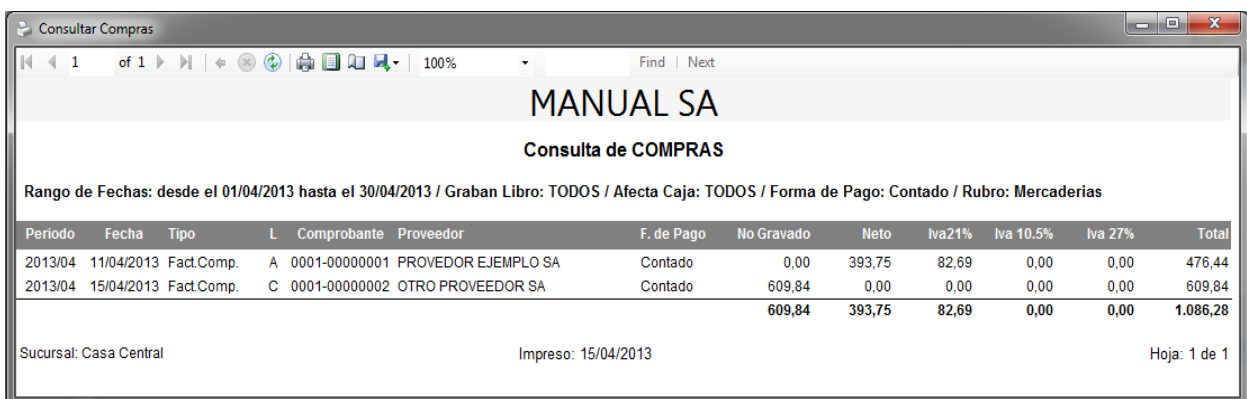 Consultar Compras
1 of 1 100% Find | Next
MANUAL SA
Consulta de COMPRAS
Rango de Fechas: desde el 01/04/2013 hasta el 30/04/2013 / Graban Libro: TODOS / Afecta Caja: TODOS / Forma de Pago: Contado / Rubro: Mercaderias
Periodo Fecha Tipo L Comprobante Proveedor F. de Pago No Gravado Neto Iva21% Iva 10.5% Iva 27% Total
2013/04 11/04/2013 Fact.Comp. A 0001-00000001 PROVEDOR EJEMPLO SA Contado 0,00 393,75 82,69 0,00 0,00 476,44
2013/04 15/04/2013 Fact.Comp. C 0001-00000002 OTRO PROVEEDOR SA Contado 609,84 0,00 0,00 0,00 0,00 609,84
609,84 393,75 82,69 0,00 0,00 1.086,28
Sucursal: Casa Central Impreso: 15/04/2013 Hoja: 1 de 1